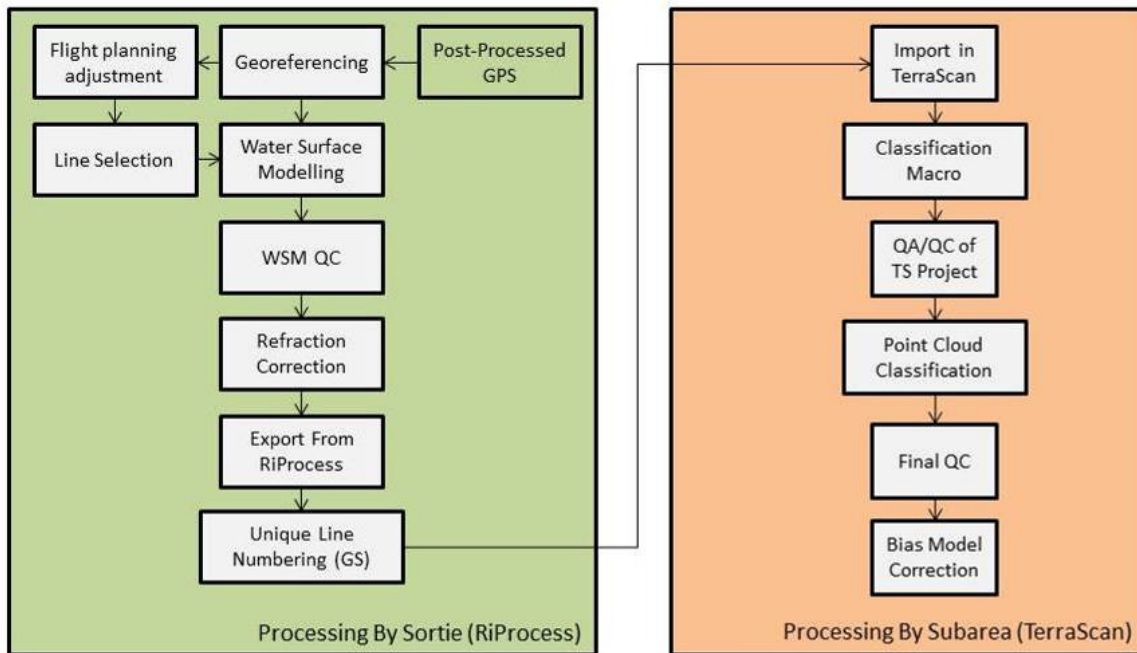 Flight planning
adjustment
Georeferencing
Post-Processed
GPS
Line Selection
Water Surface
Modelling
WSM QC
Refraction
Correction
Export From
RiProcess
Unique Line
Numbering (GS)
Processing By Sortie (RiProcess)
Import in
TerraScan
Classification
Macro
QA/QC of
TS Project
Point Cloud
Classification
Final QC
Bias Model
Correction
Processing By Subarea (TerraScan)